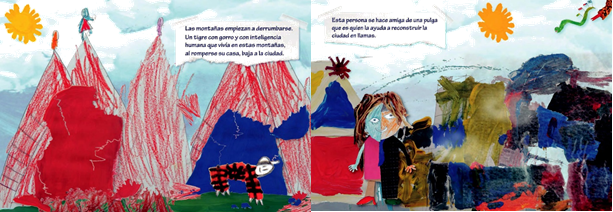 Las montañas empiezan a derrumbarse.
Un tigre con gorro y con inteligencia
humana que vivía en estas montañas,
al romperse su casa, baja a la ciudad.
Esta persona se hace amiga de una pulga
que es quien la ayuda a reconstruir la
ciudad en llamas.